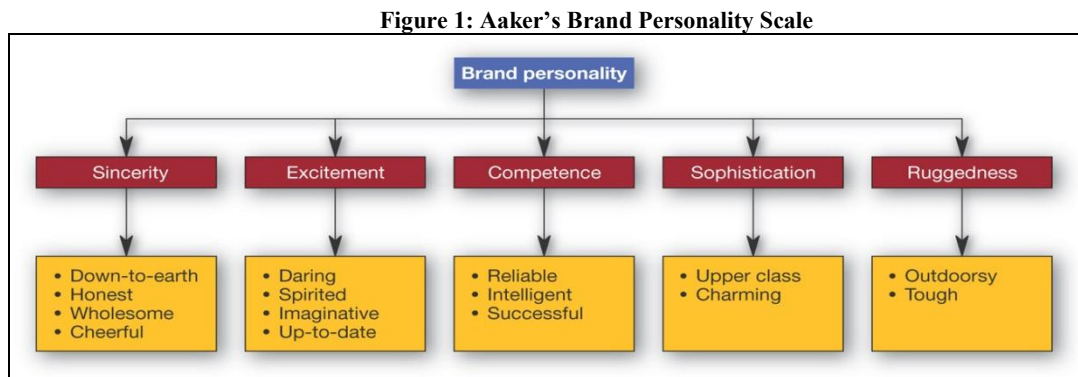 Figure 1: Aaker’s Brand Personality Scale
Brand personality
Sincerity
Excitement
Competence
Sophistication
Ruggedness
• Down-to-earth
• Honest
• Wholesome
• Cheerful
• Daring
• Spirited
• Imaginative
• Up-to-date
• Reliable
• Intelligent
• Successful
• Upper class
• Charming
• Outdoorsy
• Tough